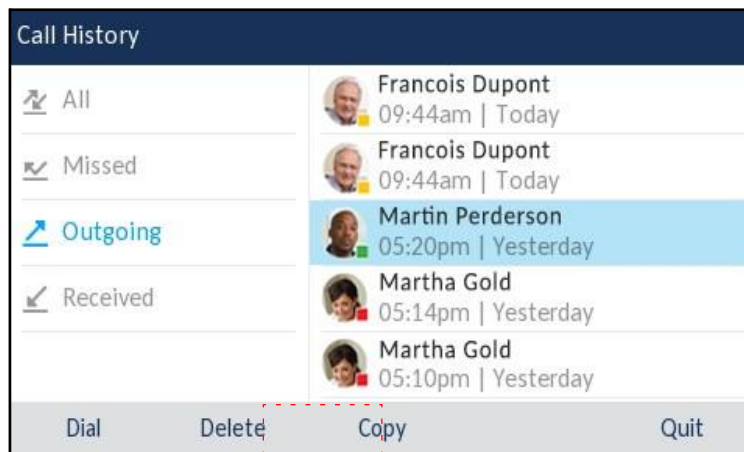 Call History
All
Missed
Outgoing
Received
Francois Dupont
09:44am | Today
Francois Dupont
09:44am | Today
Martin Perderson
05:20pm | Yesterday
Martha Gold
05:14pm | Yesterday
Martha Gold
05:10pm | Yesterday
Dial Delete Copy Quit